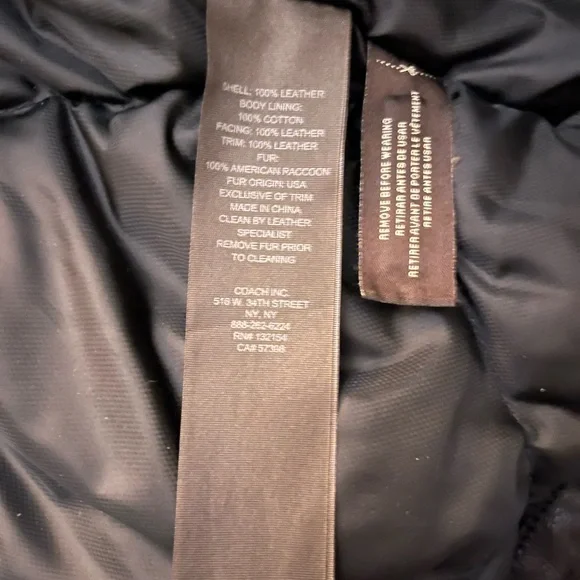 SHELL: 100% LEATHER
BODY LINING:
100% COTTON
FACING: 100% LEATHER
TRIM: 100% LEATHER
FUR:
100% AMERICAN RACCOON
FUR ORIGIN: USA
EXCLUSIVE OF TRIM
MADE IN CHINA
CLEAN BY LEATHER
SPECIALIST
REMOVE FUR PRIOR
TO CLEANING
COACH INC.
516 W. 34TH STREET
NY, NY
888-262-6224
RN# 132154
CA# 57398
REMOVE BEFORE WEARING
RETIRAR ANTES DE USAR
RETIRER AVANT DE PORTER LE VÊTEMENT
RETIRE ANTES USAR